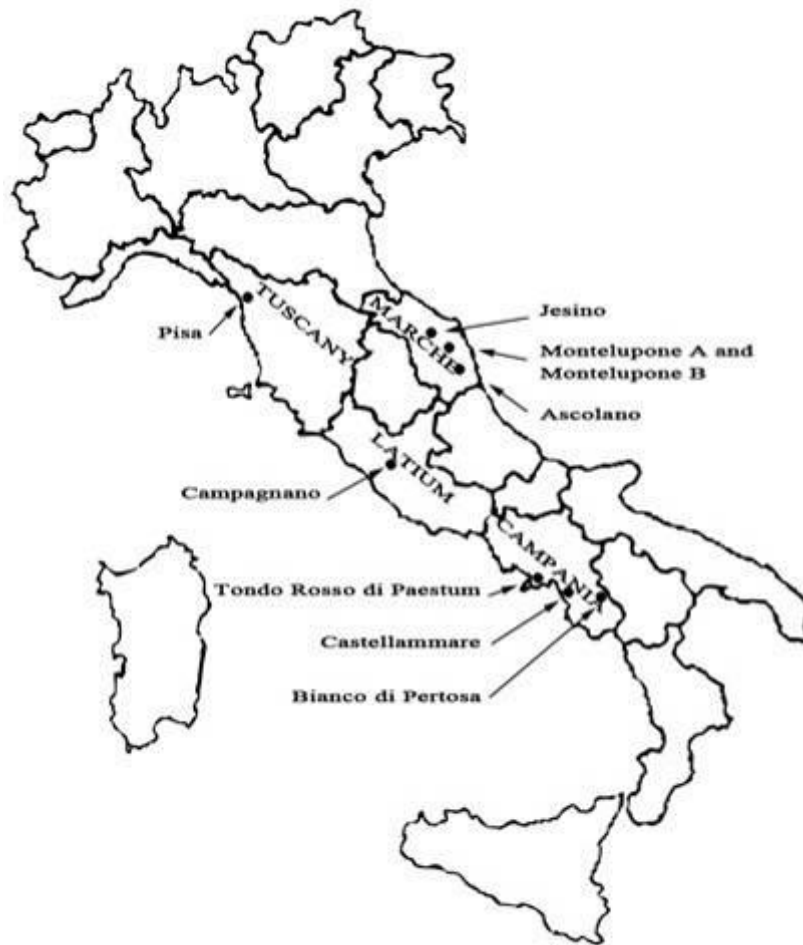 Jesino
MARCHE
TUSCANY
Pisa
Montelupone A and
Montelupone B
Ascolano
LATIUM
Campagnano
CAMPANIA
Tondo Rosso di Paestum
Castellammare
Bianco di Pertosa